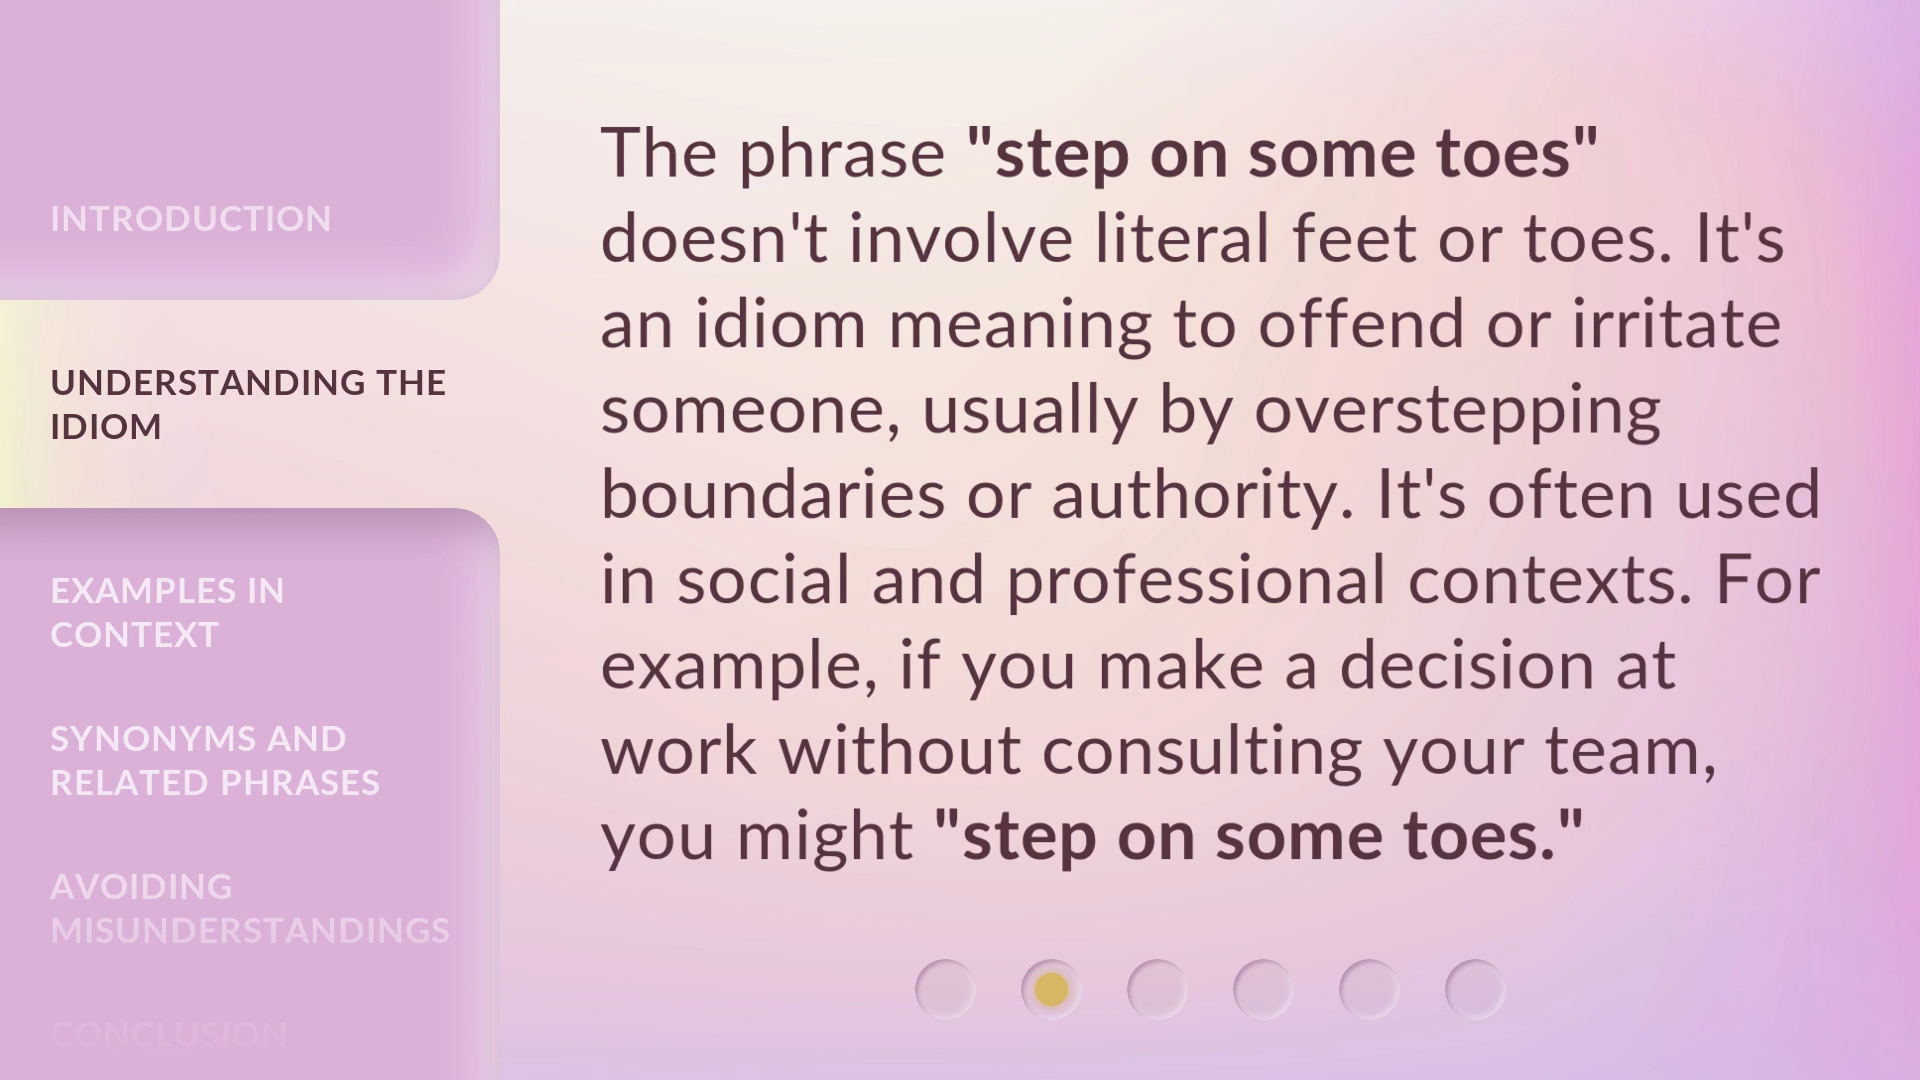 INTRODUCTION
UNDERSTANDING THE
IDIOM
EXAMPLES IN
CONTEXT
SYNONYMS AND
RELATED PHRASES
AVOIDING
MISUNDERSTANDINGS
CONCLUSION
The phrase "step on some toes"
doesn't involve literal feet or toes. It's
an idiom meaning to offend or irritate
someone, usually by overstepping
boundaries or authority. It's often used
in social and professional contexts. For
example, if you make a decision at
work without consulting your team,
you might "step on some toes."